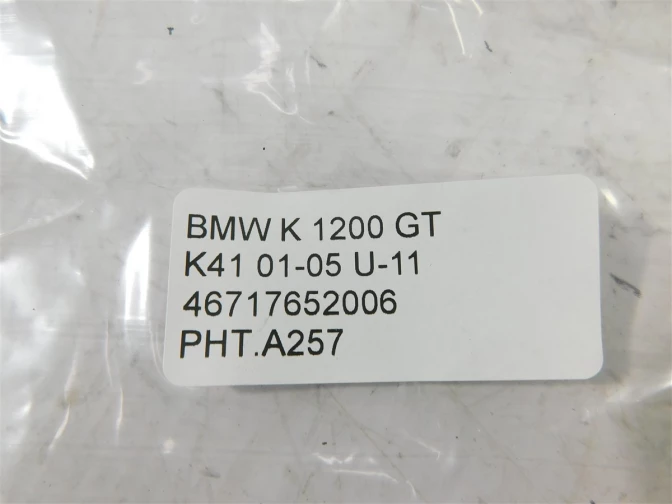 BMW K 1200 GT
K41 01-05 U-11
46717652006
PHT.A257